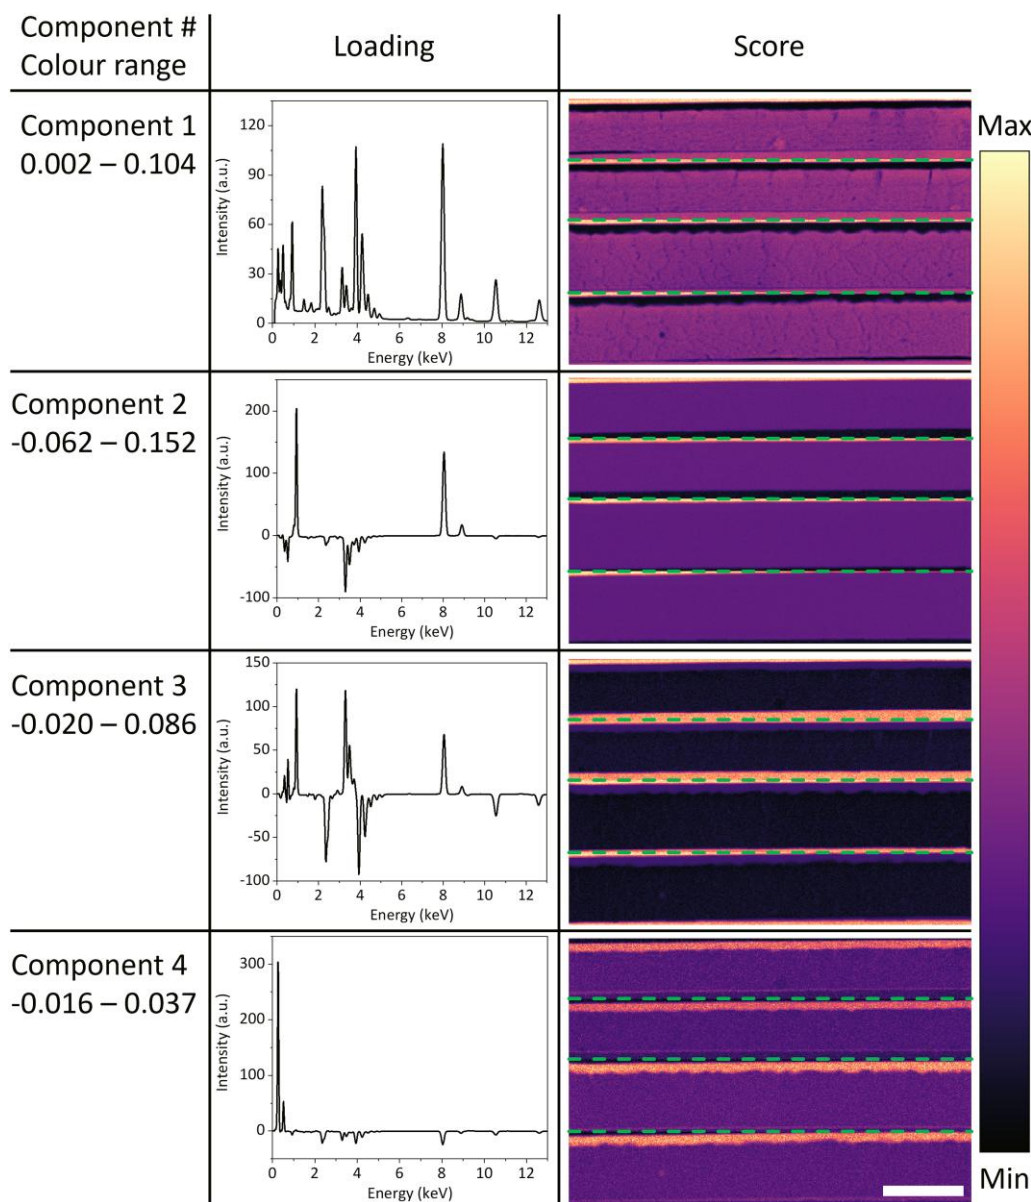 Component #
Colour range
Loading
Score
Component 1
0.002 – 0.104
Intensity (a.u.)
120
90
60
30
0
0 2 4 6 8 10 12
Energy (keV)
Max
Component 2
-0.062 – 0.152
Intensity (a.u.)
200
100
0
-100
0 2 4 6 8 10 12
Energy (keV)
Component 3
-0.020 – 0.086
Intensity (a.u.)
150
100
50
0
-50
-100
0 2 4 6 8 10 12
Energy (keV)
Component 4
-0.016 – 0.037
Intensity (a.u.)
300
200
100
0
0 2 4 6 8 10 12
Energy (keV)
Min